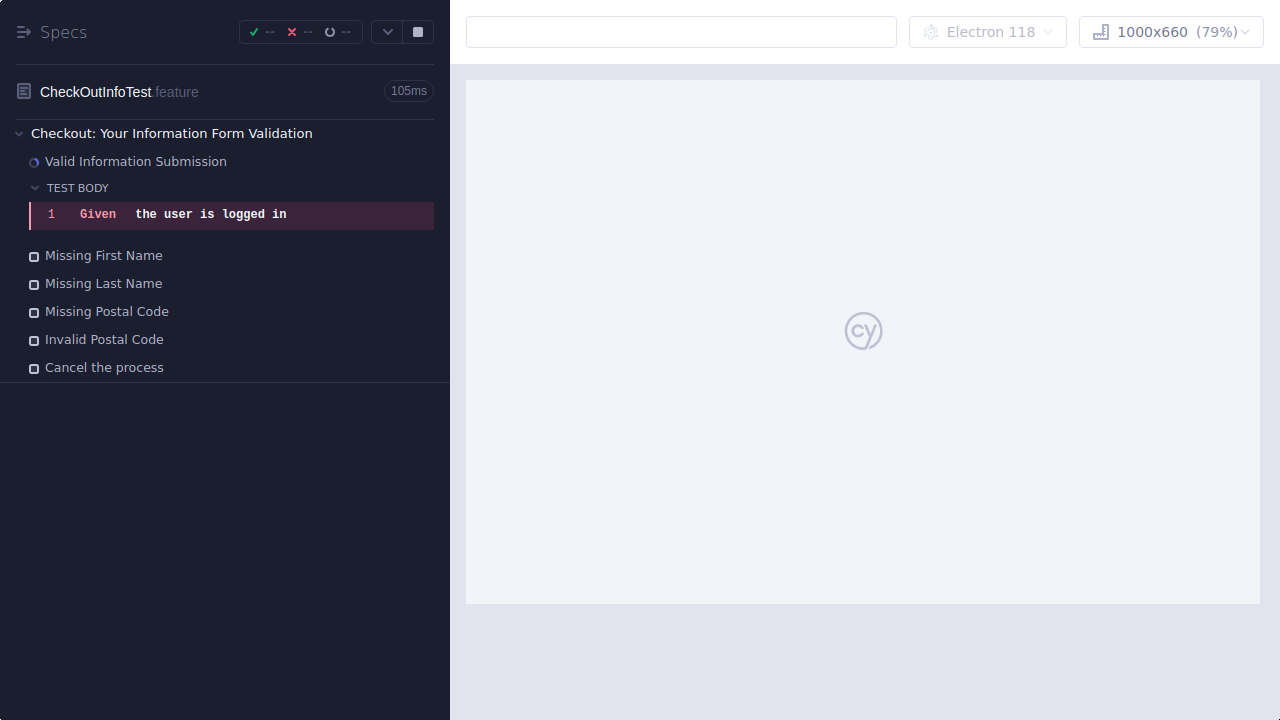 Specs
--
--
--
Electron 118
1000x660 (79%)
CheckOutInfoTest.feature
105ms
Checkout: Your Information Form Validation
Valid Information Submission
TEST BODY
1 Given the user is logged in
Missing First Name
Missing Last Name
Missing Postal Code
Invalid Postal Code
Cancel the process
cy